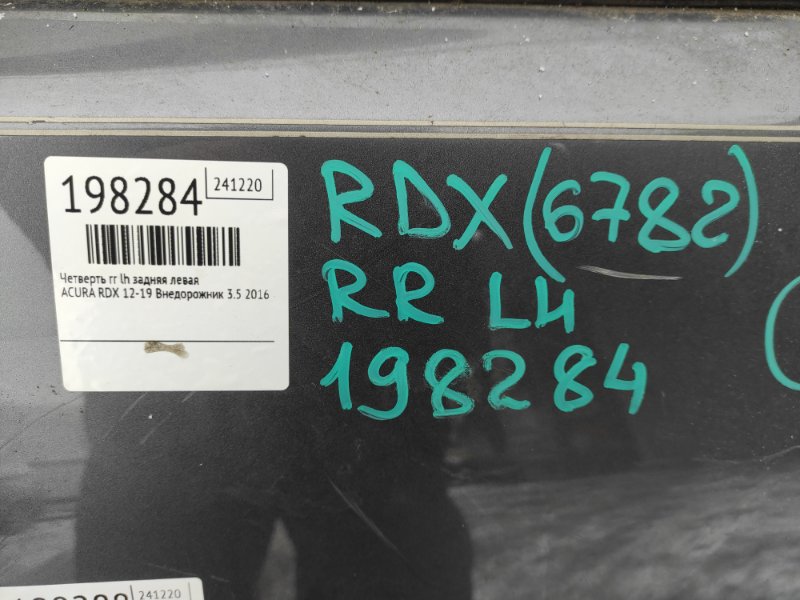 198284
241220
Четверть rr lh задняя левая
ACURA RDX 12-19 Внедорожник 3.5 2016
RDX (6782)
RR LH
198284
241220